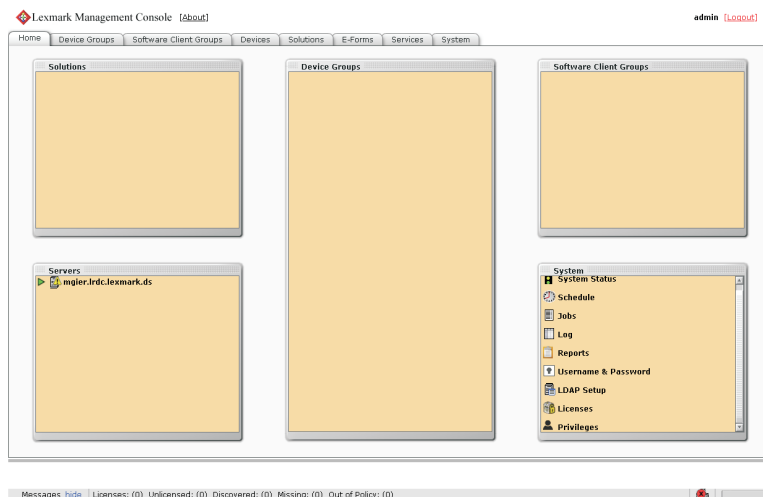 Lexmark Management Console [About] admin [Logout]
Home Device Groups Software Client Groups Devices Solutions E-Forms Services System
Solutions Device Groups Software Client Groups
Servers System
mgier.lrdc.lexmark.ds System Status
Schedule
Jobs
Log
Reports
Username & Password
LDAP Setup
Licenses
Privileges
Messages hide Licenses: (0) Unlicensed: (0) Discovered: (0) Missing: (0) Out of Policy: (0)